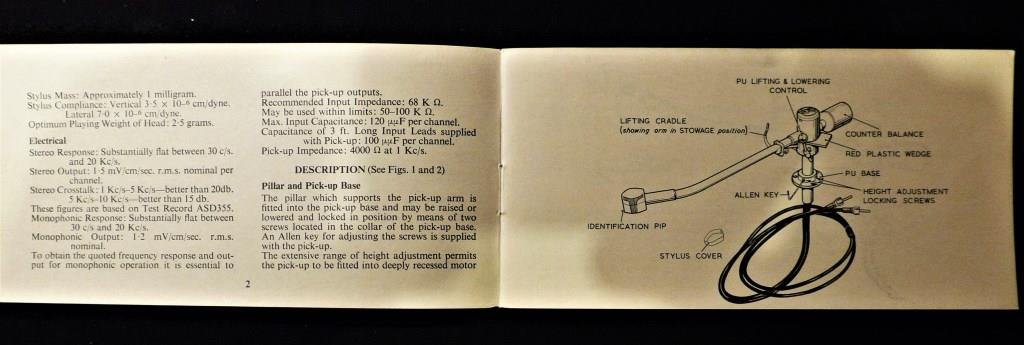 Stylus Mass: Approximately 1 milligram.
Stylus Compliance: Vertical 3·5 × 10-⁶ cm/dyne.
Lateral 7·0 × 10-⁶ cm/dyne.
Optimum Playing Weight of Head: 2·5 grams.
Electrical
Stereo Response: Substantially flat between 30 c/s.
and 20 Kc/s.
Stereo Output: 1·5 mV/cm/sec. r.m.s. nominal per
channel.
Stereo Crosstalk: 1 Kc/s-5 Kc/s—better than 20db.
5 Kc/s-10 Kc/s—better than 15 db.
These figures are based on Test Record ASD355.
Monophonic Response: Substantially flat between
30 c/s and 20 Kc/s.
Monophonic Output: 1·2 mV/cm/sec. r.m.s.
nominal.
To obtain the quoted frequency response and out-
put for monophonic operation it is essential to
parallel the pick-up outputs.
Recommended Input Impedance: 68 K Ω.
May be used within limits: 50–100 K Ω.
Max. Input Capacitance: 120 μμF per channel.
Capacitance of 3 ft. Long Input Leads supplied
with Pick-up: 100 μμF per channel.
Pick-up Impedance: 4000 Ω at 1 Kc/s.
DESCRIPTION (See Figs. 1 and 2)
Pillar and Pick-up Base
The pillar which supports the pick-up arm is
fitted into the pick-up base and may be raised or
lowered and locked in position by means of two
screws located in the collar of the pick-up base.
An Allen key for adjusting the screws is supplied
with the pick-up.
The extensive range of height adjustment permits
the pick-up to be fitted into deeply recessed motor
2
PU LIFTING & LOWERING
CONTROL
LIFTING CRADLE
(showing arm in STOWAGE position)
COUNTER BALANCE
RED PLASTIC WEDGE
PU BASE
ALLEN KEY
HEIGHT ADJUSTMENT
LOCKING SCREWS
IDENTIFICATION PIP
STYLUS COVER